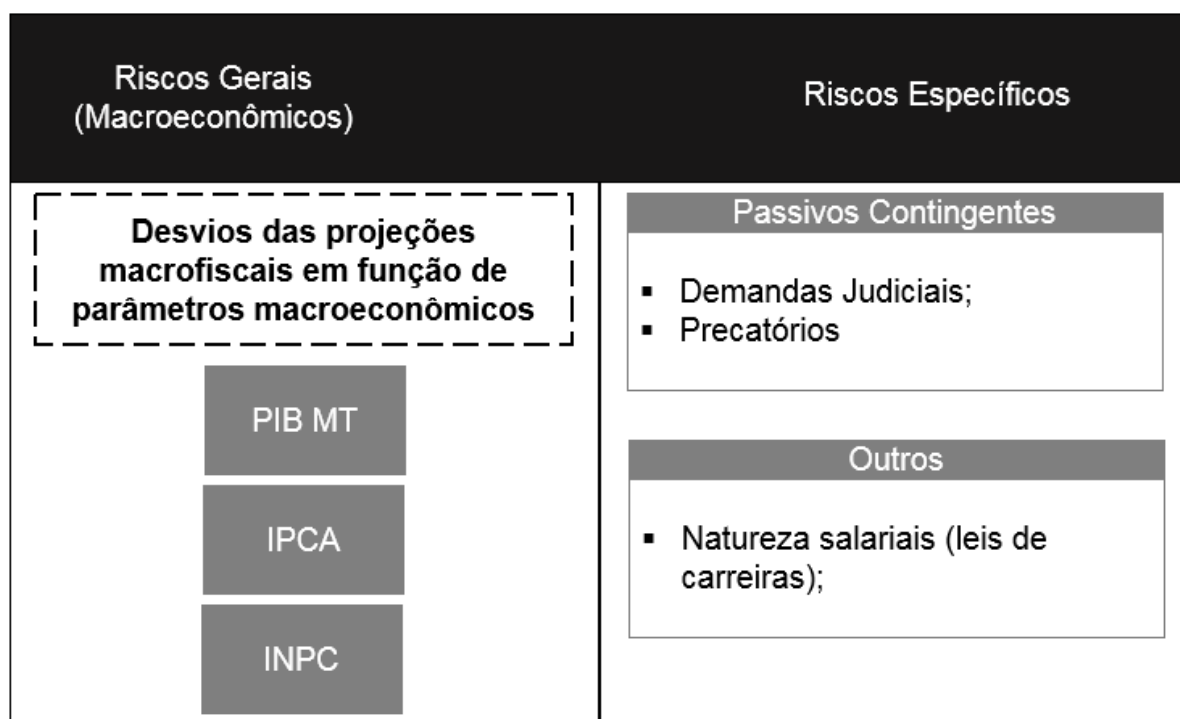 Riscos Gerais
(Macroeconômicos)
Riscos Específicos
Desvios das projeções
macrofiscais em função de
parâmetros macroeconômicos
PIB MT
IPCA
INPC
Passivos Contingentes
▪ Demandas Judiciais;
▪ Precatórios
Outros
▪ Natureza salariais (leis de
carreiras);